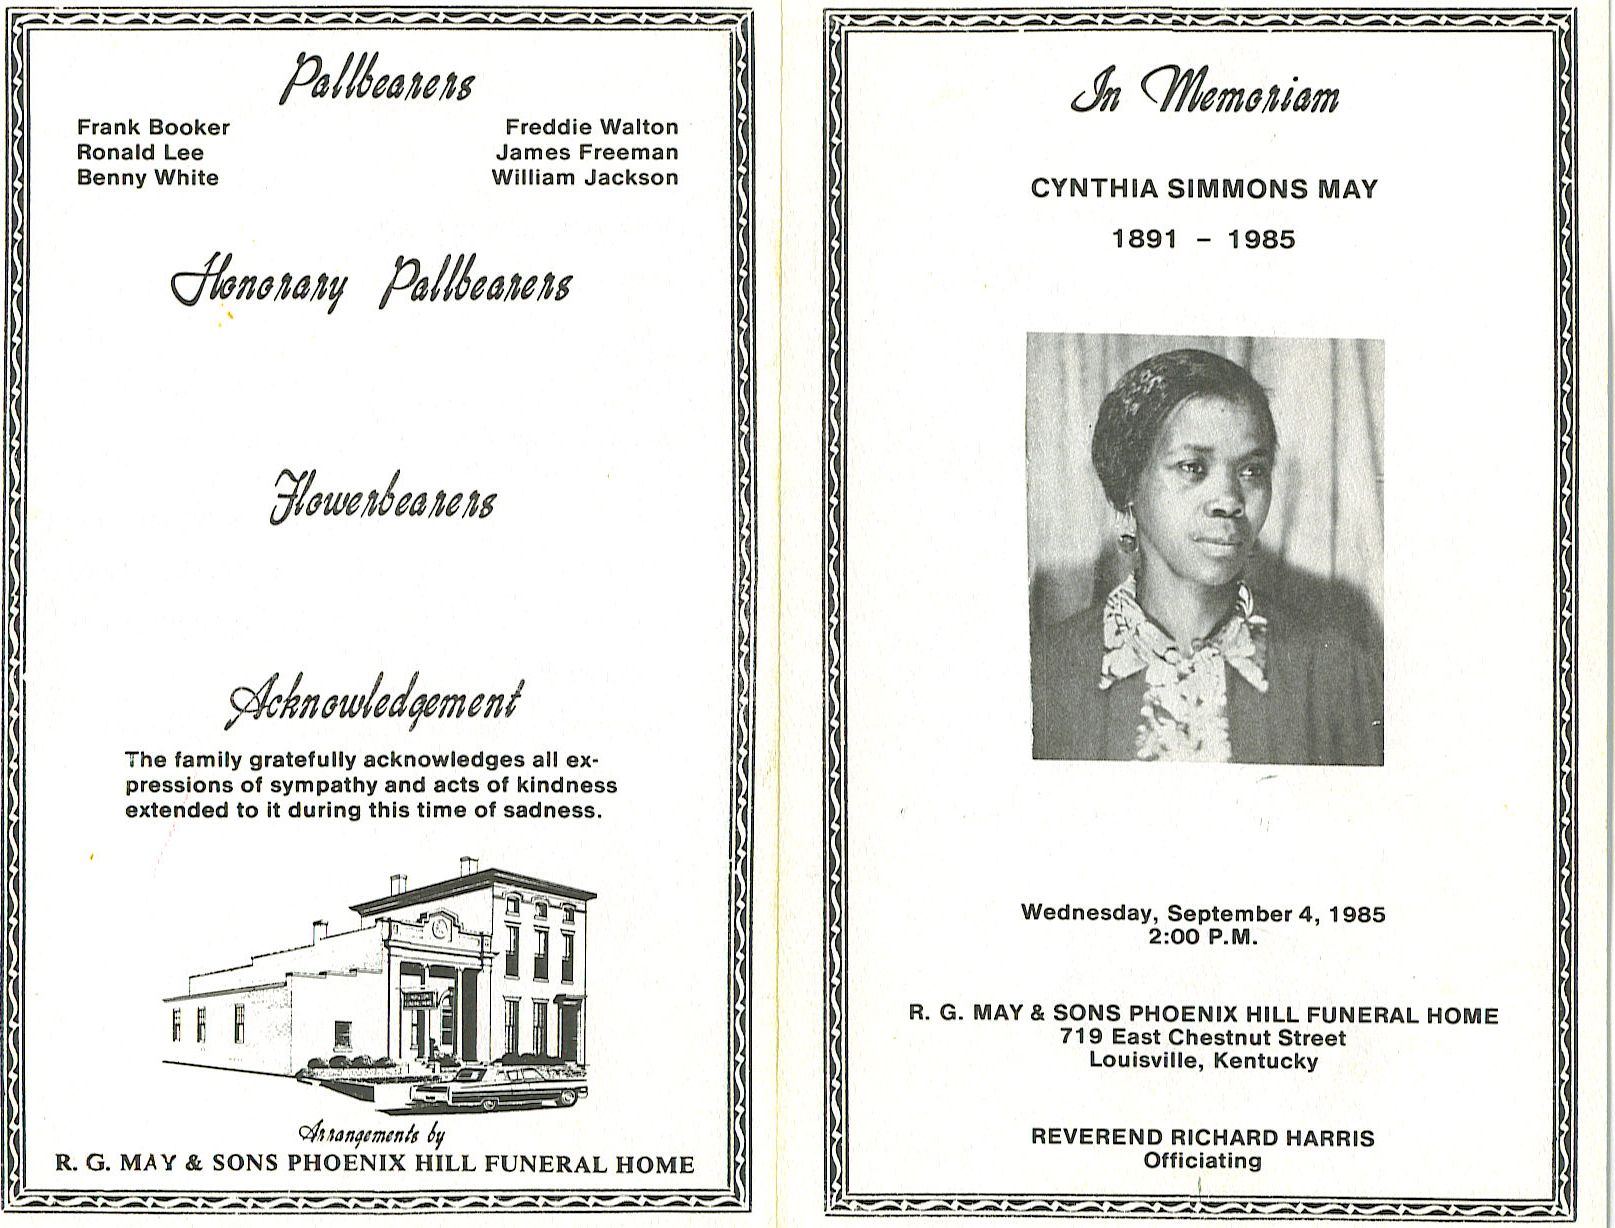 Pallbearers
Frank Booker
Ronald Lee
Benny White
Freddie Walton
James Freeman
William Jackson
Honorary Pallbearers
Flowerbearers
Acknowledgement
The family gratefully acknowledges all ex-
pressions of sympathy and acts of kindness
extended to it during this time of sadness.
Arrangements by
R. G. MAY & SONS PHOENIX HILL FUNERAL HOME
In Memoriam
CYNTHIA SIMMONS MAY
1891 – 1985
Wednesday, September 4, 1985
2:00 P.M.
R. G. MAY & SONS PHOENIX HILL FUNERAL HOME
719 East Chestnut Street
Louisville, Kentucky
REVEREND RICHARD HARRIS
Officiating